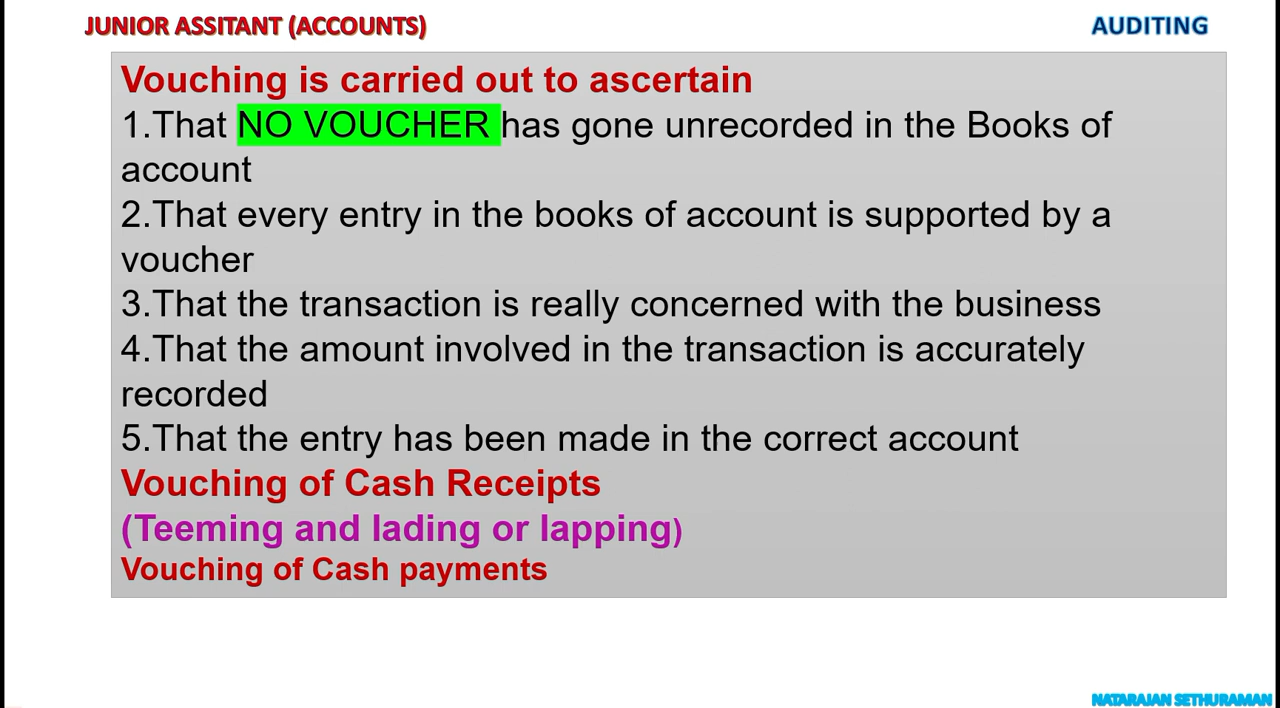 JUNIOR ASSITANT (ACCOUNTS)
AUDITING
Vouching is carried out to ascertain
1.That NO VOUCHER has gone unrecorded in the Books of
account
2.That every entry in the books of account is supported by a
voucher
3.That the transaction is really concerned with the business
4.That the amount involved in the transaction is accurately
recorded
5.That the entry has been made in the correct account
Vouching of Cash Receipts
(Teeming and lading or lapping)
Vouching of Cash payments
NATARAJAN SETHURAMAN